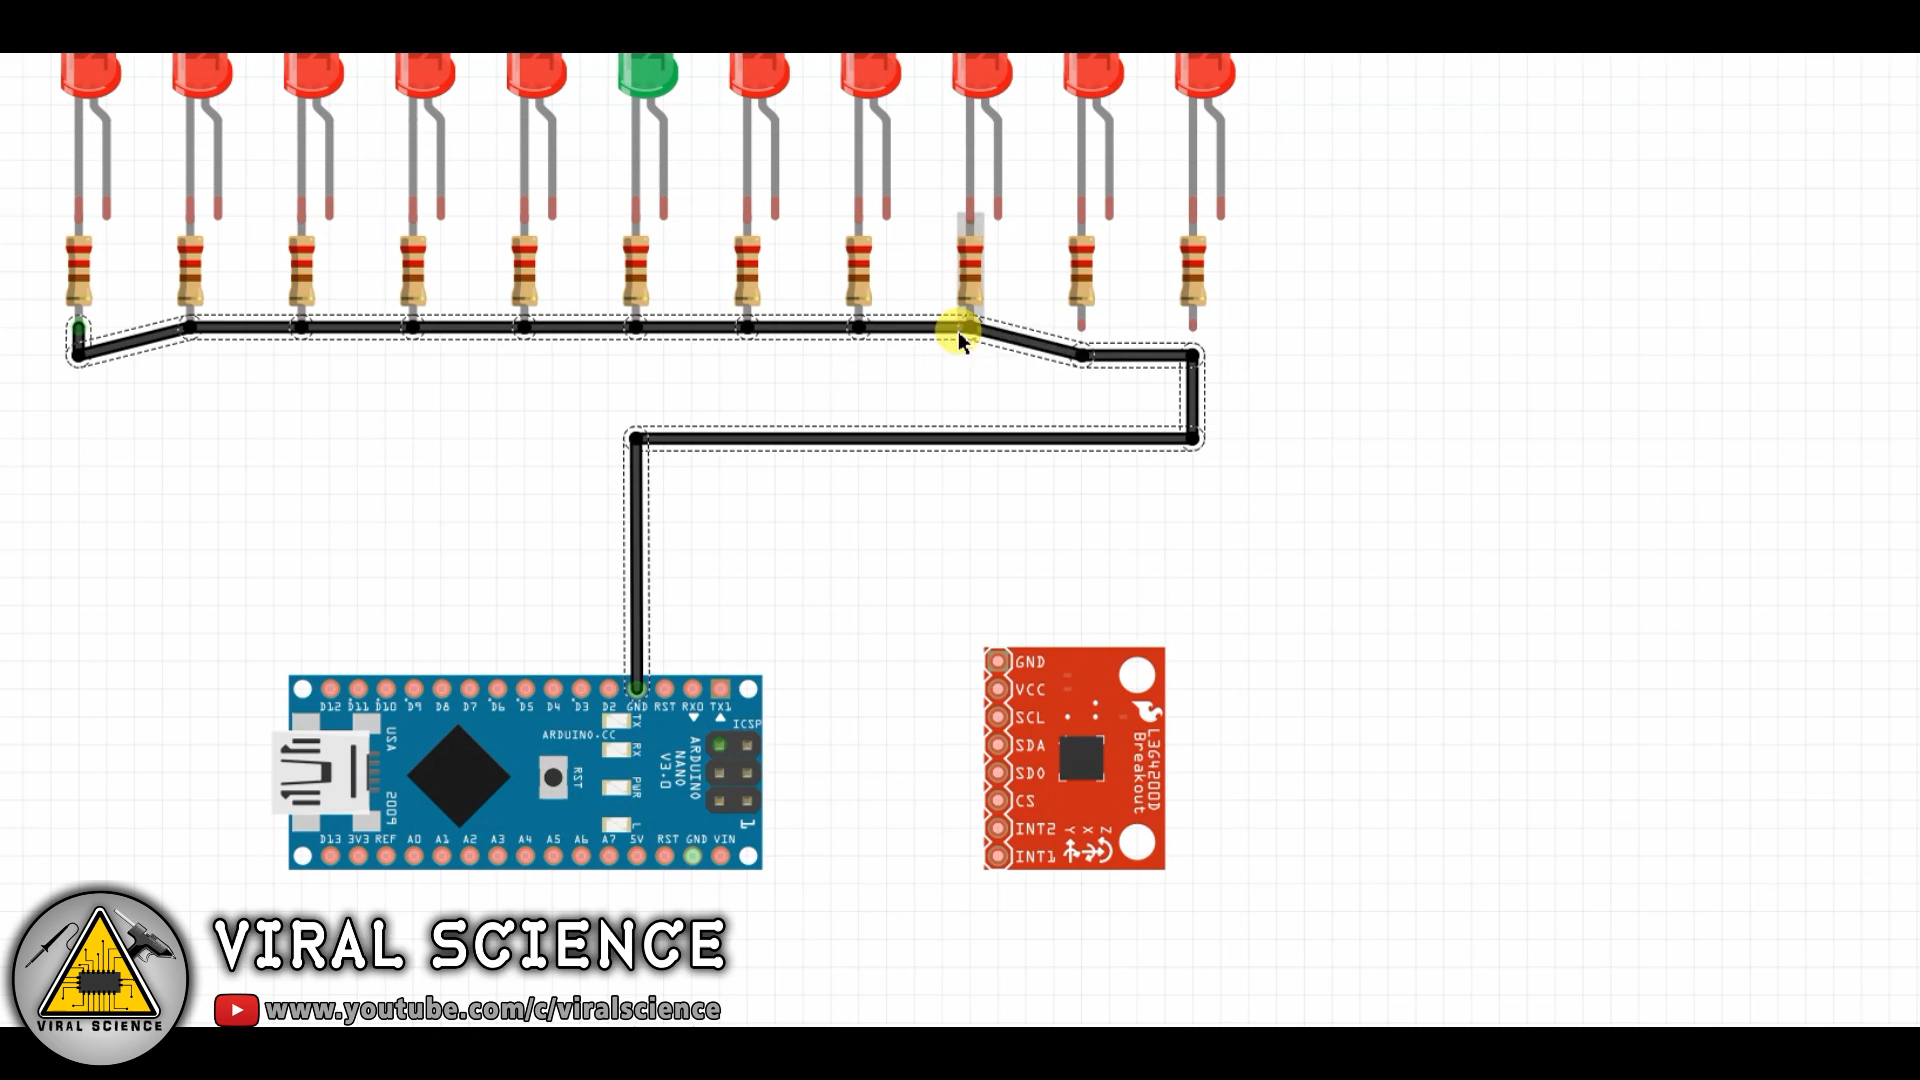 D12 D11 D10 D9 D8 D7 D6 D5 D4 D3 D2 GND RST RX0 TX1
TX
ICSP
USA
ARDUINO.CC
RX
ARDUINO
NANO
V3.0
RST
PWR
2009
L
1
D13 3V3 REF A0 A1 A2 A3 A4 A5 A6 A7 5V RST GND VIN
GND
VCC
SCL
SDA
SDO
CS
INT2
INT1
L3G4200D
Breakout
Y X Z
VIRAL SCIENCE
www.youtube.com/c/viralscience
VIRAL SCIENCE